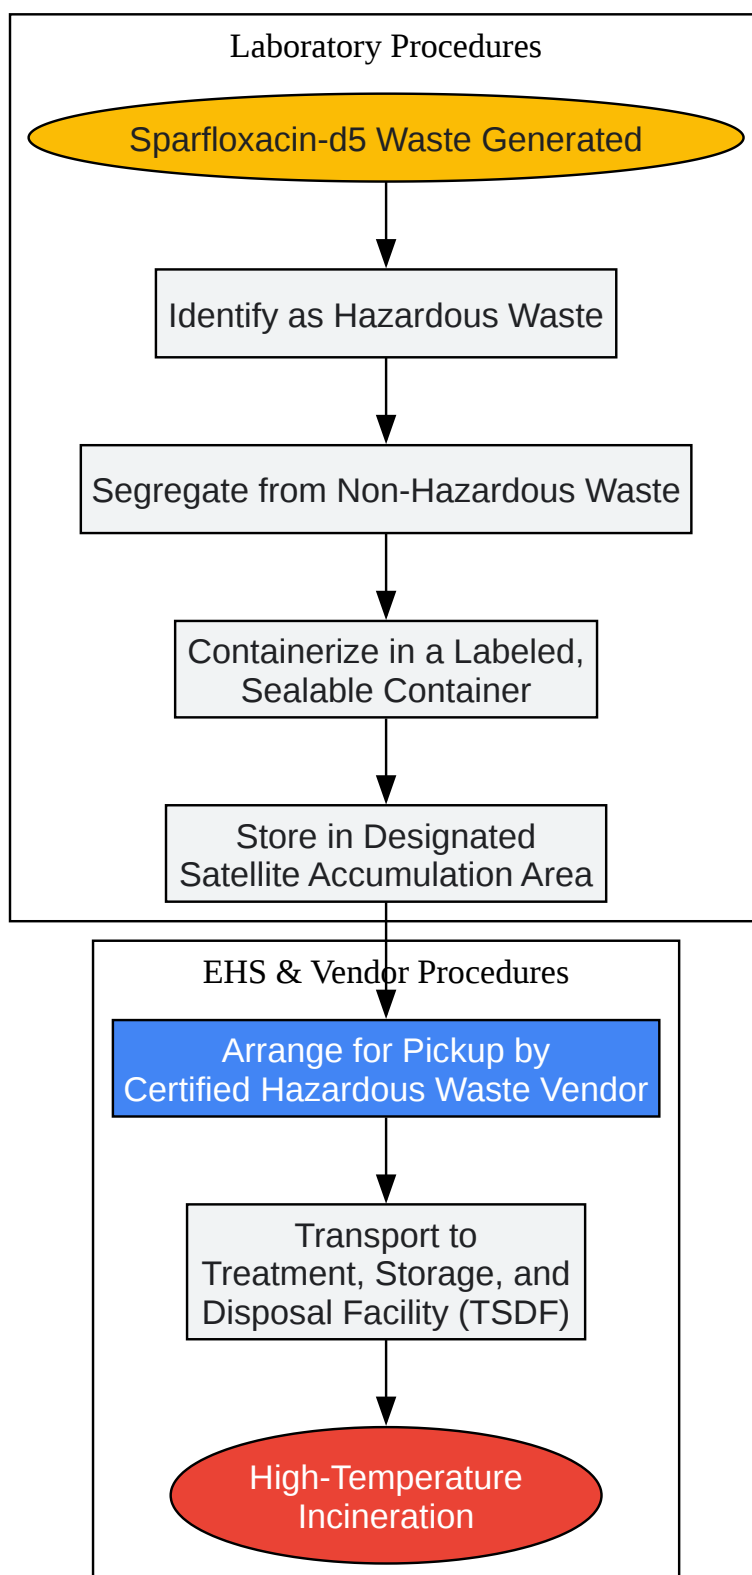 Laboratory Procedures
Sparfloxacin-d5 Waste Generated
Identify as Hazardous Waste
Segregate from Non-Hazardous Waste
Containerize in a Labeled,
Sealable Container
Store in Designated
Satellite Accumulation Area
EHS & Vendor Procedures
Arrange for Pickup by
Certified Hazardous Waste Vendor
Transport to
Treatment, Storage, and
Disposal Facility (TSDF)
High-Temperature
Incineration